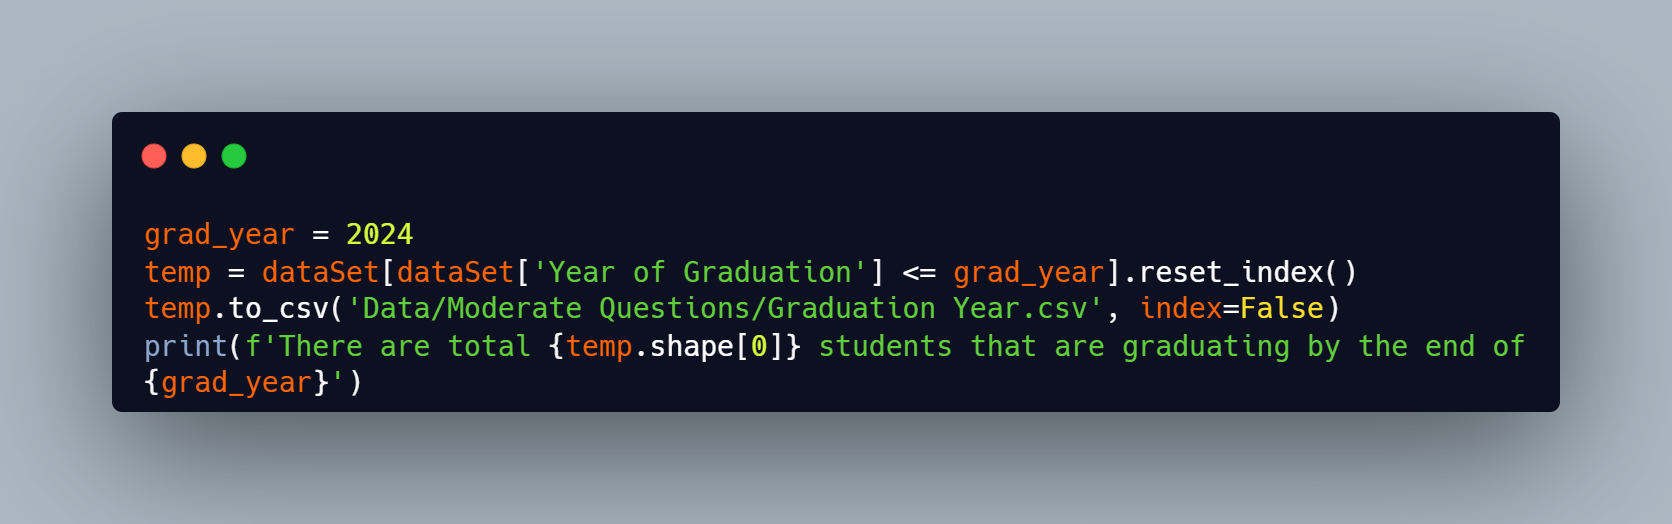 grad_year = 2024
temp = dataSet[dataSet['Year of Graduation'] <= grad_year].reset_index()
temp.to_csv('Data/Moderate Questions/Graduation Year.csv', index=False)
print(f'There are total {temp.shape[0]} students that are graduating by the end of
{grad_year}')